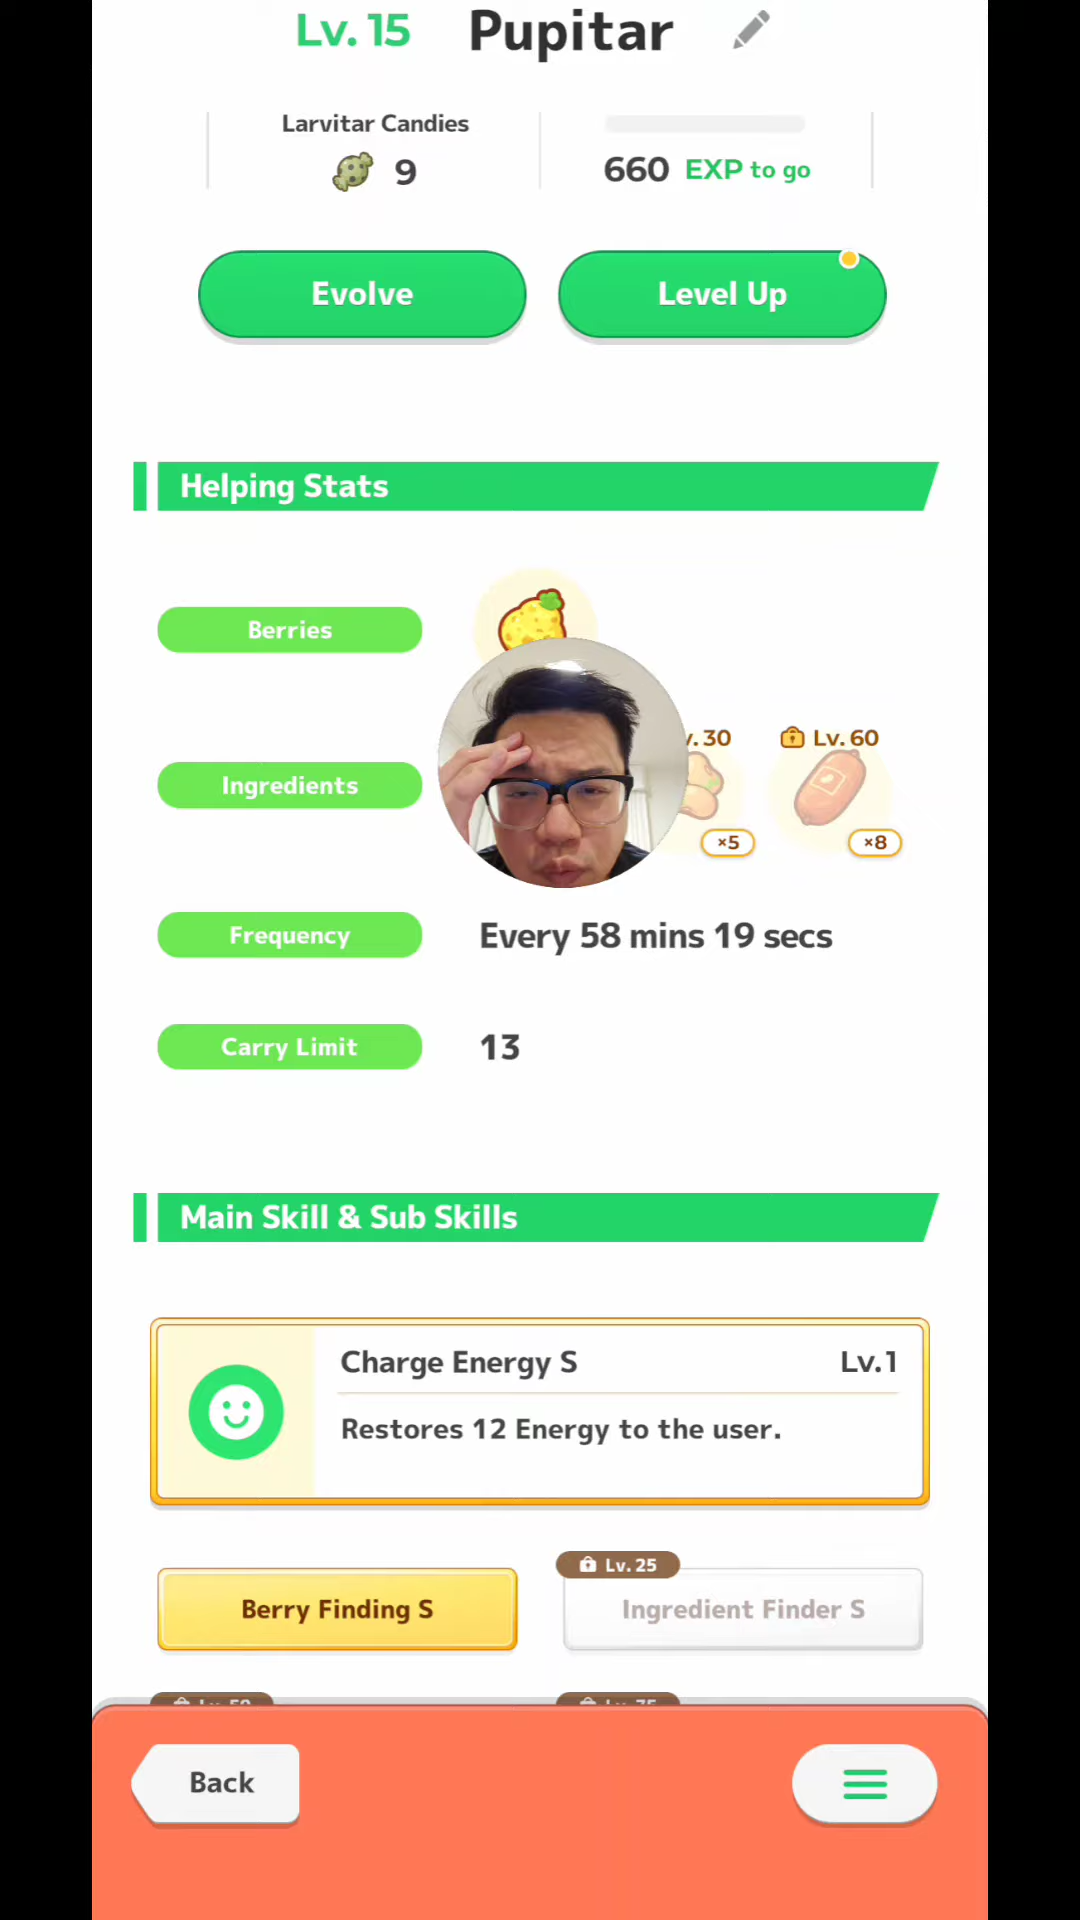 Lv. 15 Pupitar
Larvitar Candies
9
660 EXP to go
Evolve
Level Up
Helping Stats
Berries
Ingredients
.30
Lv. 60
×5
×8
Frequency
Every 58 mins 19 secs
Carry Limit
13
Main Skill & Sub Skills
Charge Energy S
Lv.1
Restores 12 Energy to the user.
Lv. 25
Berry Finding S
Ingredient Finder S
Back